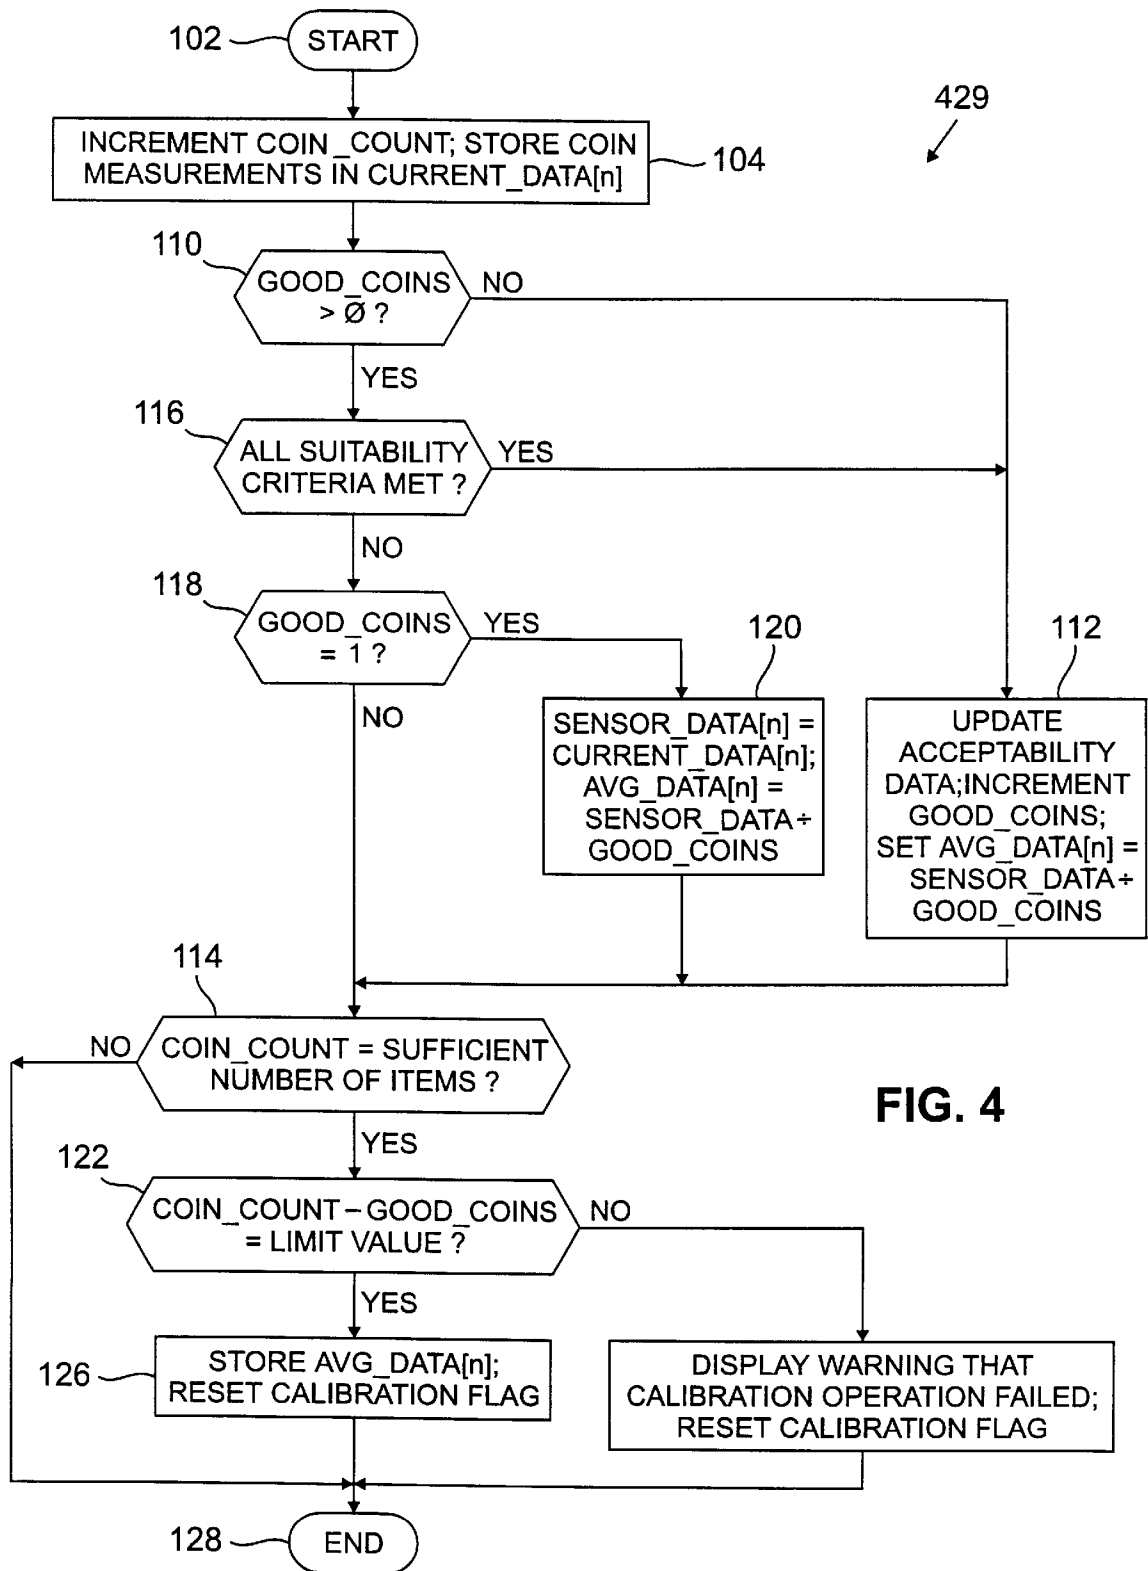 102
START
429
INCREMENT COIN_COUNT; STORE COIN
MEASUREMENTS IN CURRENT_DATA[n]
104
110
GOOD_COINS
> Ø ?
NO
YES
116
ALL SUITABILITY
CRITERIA MET ?
YES
NO
118
GOOD_COINS
= 1 ?
YES
NO
120
SENSOR_DATA[n] =
CURRENT_DATA[n];
AVG_DATA[n] =
SENSOR_DATA÷
GOOD_COINS
112
UPDATE
ACCEPTABILITY
DATA;INCREMENT
GOOD_COINS;
SET AVG_DATA[n] =
SENSOR_DATA÷
GOOD_COINS
114
NO
COIN_COUNT = SUFFICIENT
NUMBER OF ITEMS ?
YES
FIG. 4
122
COIN_COUNT–GOOD_COINS
= LIMIT VALUE ?
NO
YES
126
STORE AVG_DATA[n];
RESET CALIBRATION FLAG
DISPLAY WARNING THAT
CALIBRATION OPERATION FAILED;
RESET CALIBRATION FLAG
128
END